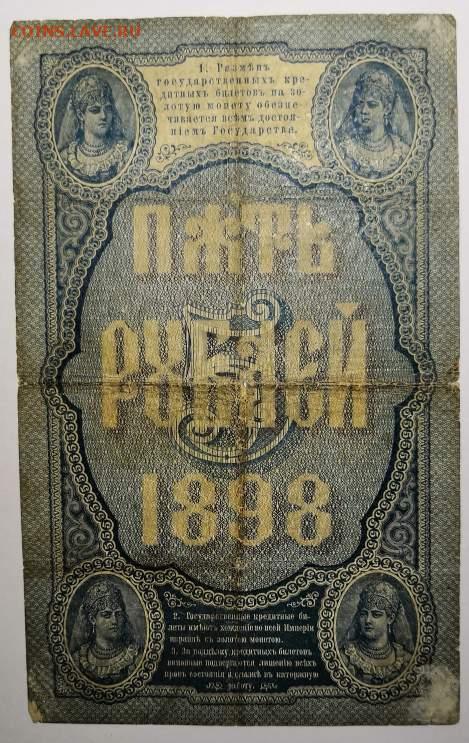 COINS.LAVE.RU
1. Размѣнъ
государственныхъ кре-
дитныхъ билетовъ на зо-
лотую монету обезпе-
чивается всѣмъ достоя-
ніемъ Государства.
ПЯТЬ
РУБЛЕЙ
5
1898
2. Государственные кредитные би-
леты имѣютъ хожденіе во всей Имперіи
наравнѣ съ золотою монетою.
3. За поддѣлку кредитныхъ билетовъ
виновные подвергаются лишенію всѣхъ
правъ состоянія и ссылкѣ въ каторжную
работу.